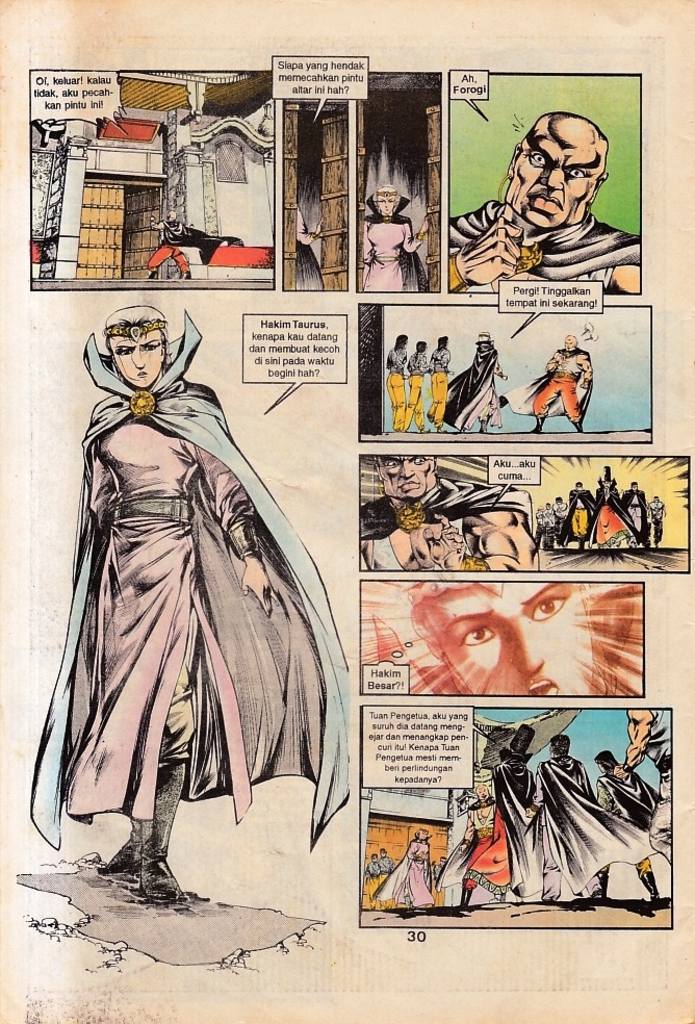 Oi, keluar! kalau
tidak, aku pecah-
kan pintu ini!
Siapa yang hendak
memecahkan pintu
altar ini hah?
Ah,
Forogi
Hakim Taurus,
kenapa kau datang
dan membuat kecoh
di sini pada waktu
begini hah?
Pergi! Tinggalkan
tempat ini sekarang!
Aku...aku
cuma...
Hakim
Besar?!
Tuan Pengetua, aku yang
suruh dia datang meng-
ejar dan menangkap pen-
curi itu! Kenapa Tuan
Pengetua mesti mem-
beri perlindungan
kepadanya?
30